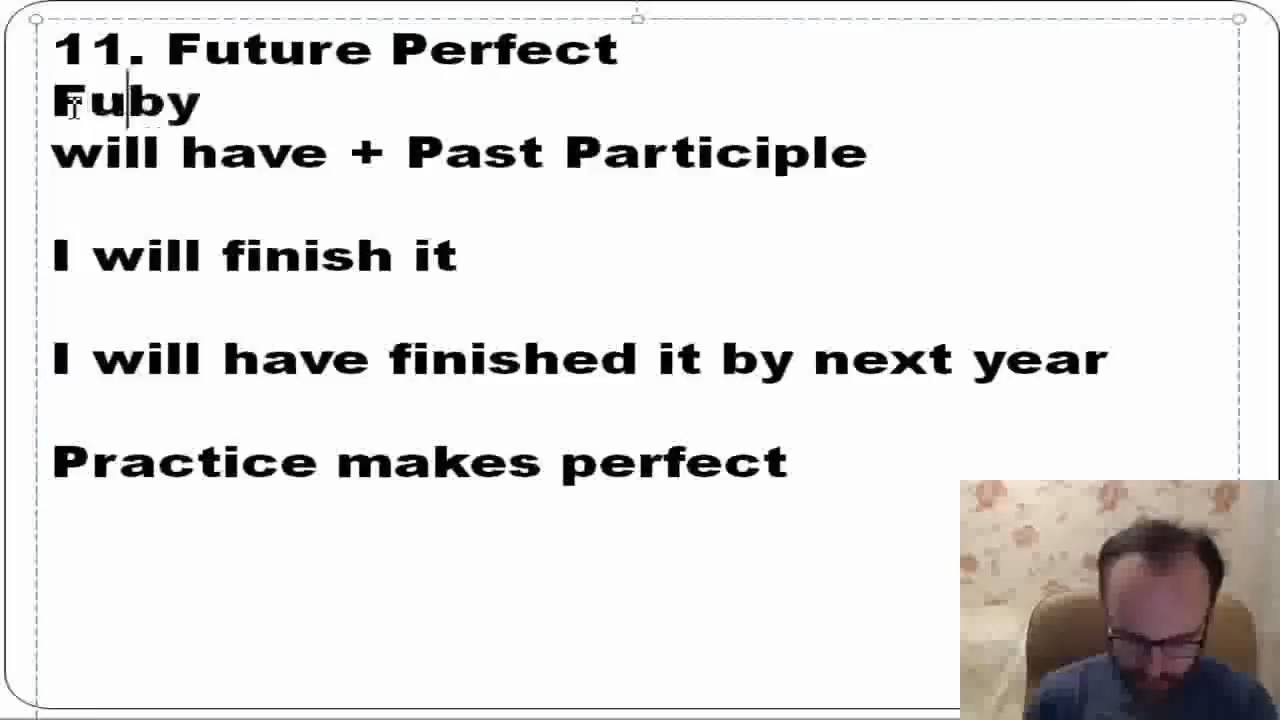 11. Future Perfect
Fuby
will have + Past Participle
I will finish it
I will have finished it by next year
Practice makes perfect